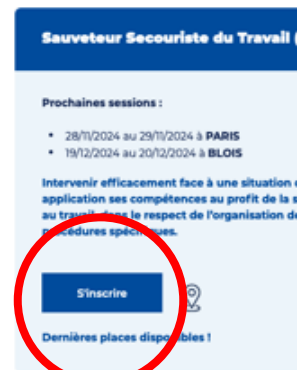 Sauveteur Secouriste du Travail (
Prochaines sessions :
• 28/11/2024 au 29/11/2024 à PARIS
• 19/12/2024 au 20/12/2024 à BLOIS
Intervenir efficacement face à une situation
application ses compétences au profit de la
au travail, dans le respect de l'organisation
procédures spécifiques.
S'inscrire
Dernières places disponibles !